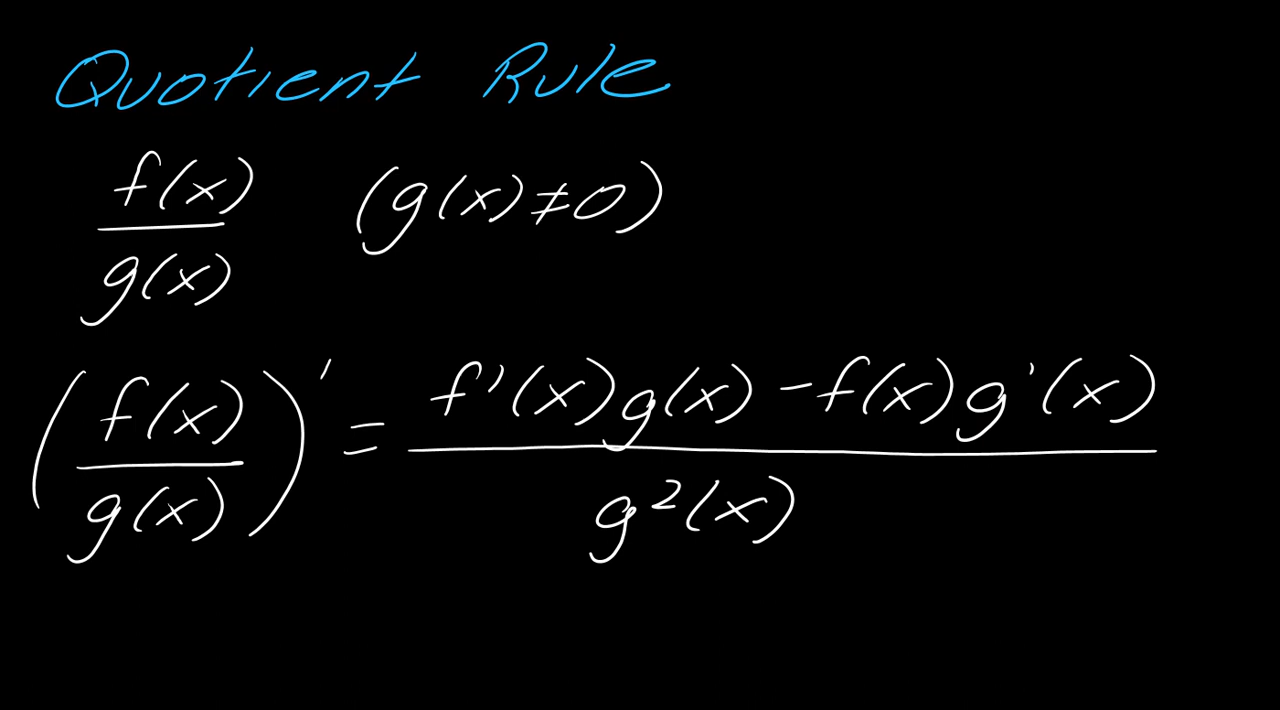 Quotient Rule
f(x)/g(x) (g(x)≠0)
(f(x)/g(x))' = (f'(x)g(x) - f(x)g'(x))/g²(x)